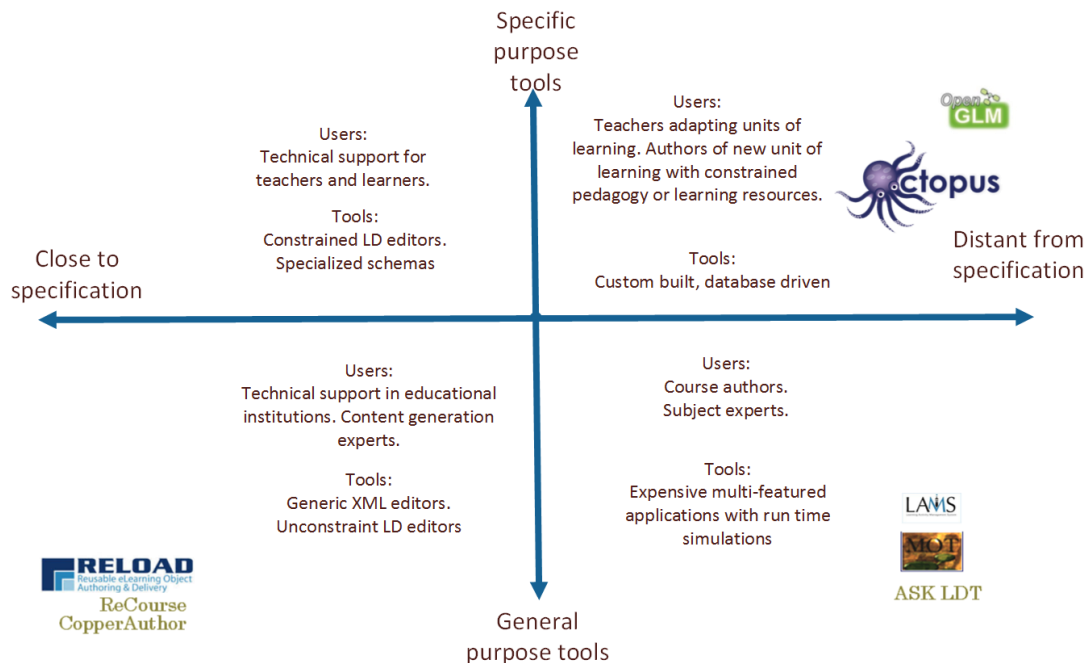 Specific
purpose
tools
Users:
Technical support for
teachers and learners.
Tools:
Constrained LD editors.
Specialized schemas
Users:
Teachers adapting units of
learning. Authors of new unit of
learning with constrained
pedagogy or learning resources.
Tools:
Custom built, database driven
Open
GLM
Octopus
Close to
specification
Distant from
specification
Users:
Technical support in educational
institutions. Content generation
experts.
Tools:
Generic XML editors.
Unconstraint LD editors
Users:
Course authors.
Subject experts.
Tools:
Expensive multi-featured
applications with run time
simulations
RELOAD
Reusable eLearning Object
Authoring & Delivery
ReCourse
CopperAuthor
LAMS
MOT
ASK LDT
General
purpose tools